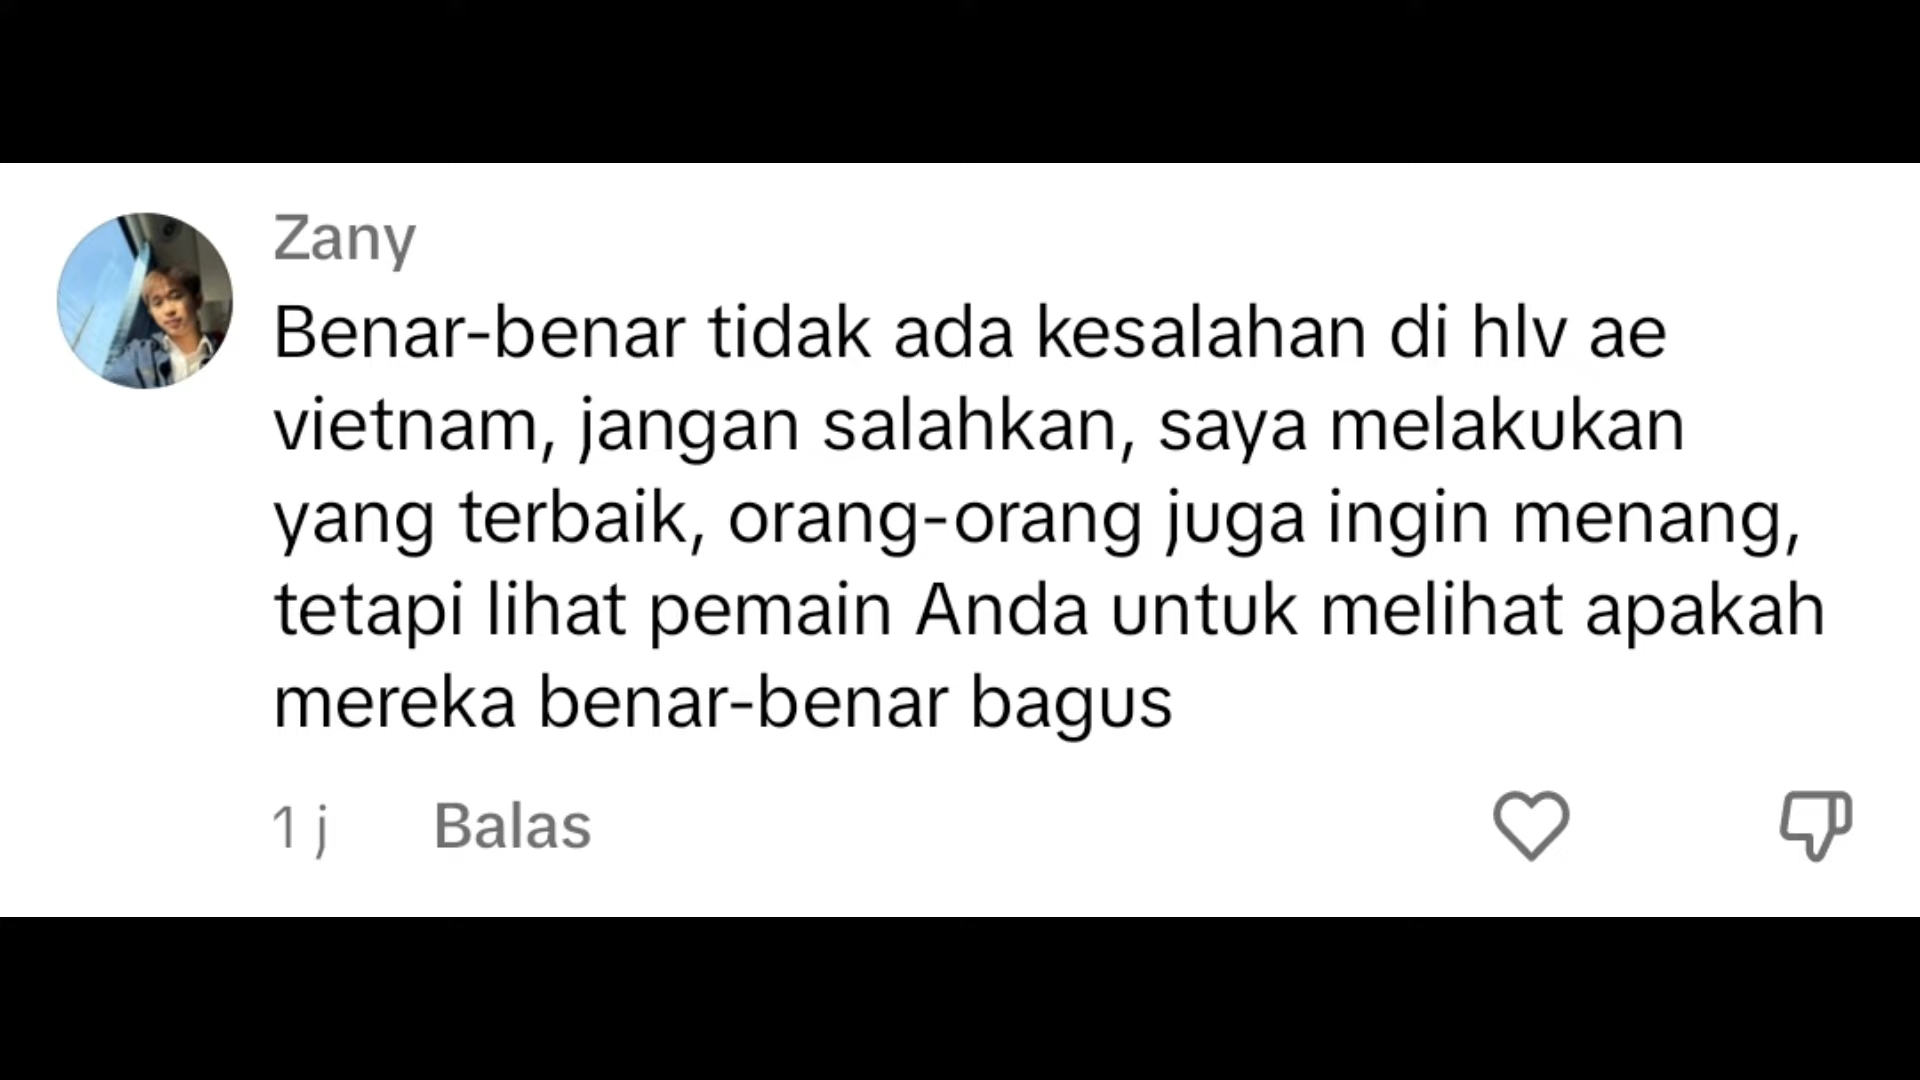 Zany
Benar-benar tidak ada kesalahan di hlv ae
vietnam, jangan salahkan, saya melakukan
yang terbaik, orang-orang juga ingin menang,
tetapi lihat pemain Anda untuk melihat apakah
mereka benar-benar bagus
1 j Balas